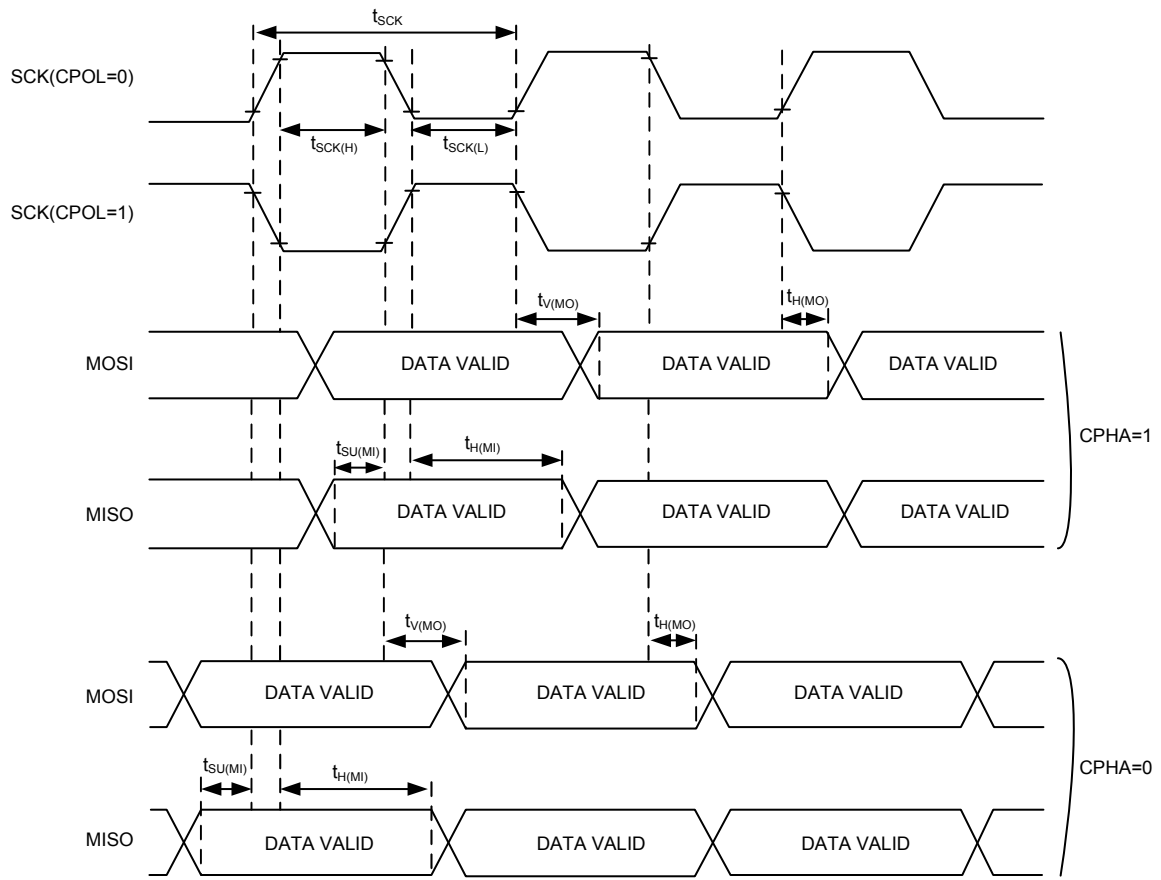 tSCK
SCK(CPOL=0)
tSCK(H)
tSCK(L)
SCK(CPOL=1)
tV(MO)
tH(MO)
MOSI
DATA VALID
DATA VALID
DATA VALID
CPHA=1
tSU(MI)
tH(MI)
MISO
DATA VALID
DATA VALID
DATA VALID
tV(MO)
tH(MO)
MOSI
DATA VALID
DATA VALID
DATA VALID
CPHA=0
tSU(MI)
tH(MI)
MISO
DATA VALID
DATA VALID
DATA VALID